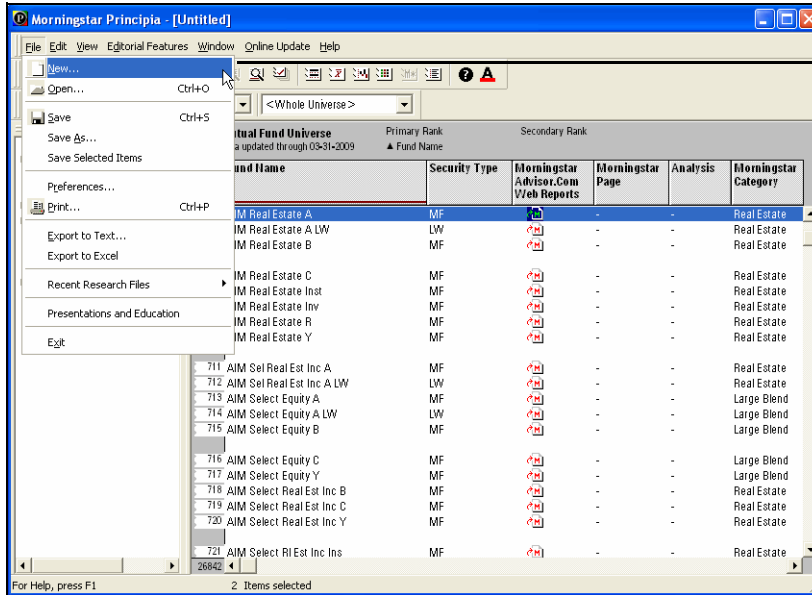 Morningstar Principia - [Untitled]
File Edit View Editorial Features Window Online Update Help
New...
Open... Ctrl+O
Save Ctrl+S
Save As...
Save Selected Items
Preferences...
Print... Ctrl+P
Export to Text...
Export to Excel
Recent Research Files
Presentations and Education
Exit
<Whole Universe>
utual Fund Universe Primary Rank Secondary Rank
a updated through 03-31-2009 ▲ Fund Name
und Name Security Type Morningstar Advisor.Com Web Reports Morningstar Page Analysis Morningstar Category
IM Real Estate A MF - - Real Estate
IM Real Estate A LW LW - - Real Estate
IM Real Estate B MF - - Real Estate
IM Real Estate C MF - - Real Estate
IM Real Estate Inst MF - - Real Estate
IM Real Estate Inv MF - - Real Estate
IM Real Estate R MF - - Real Estate
IM Real Estate Y MF - - Real Estate
711 AIM Sel Real Est Inc A MF - - Real Estate
712 AIM Sel Real Est Inc A LW LW - - Real Estate
713 AIM Select Equity A MF - - Large Blend
714 AIM Select Equity A LW LW - - Large Blend
715 AIM Select Equity B MF - - Large Blend
716 AIM Select Equity C MF - - Large Blend
717 AIM Select Equity Y MF - - Large Blend
718 AIM Select Real Est Inc B MF - - Real Estate
719 AIM Select Real Est Inc C MF - - Real Estate
720 AIM Select Real Est Inc Y MF - - Real Estate
721 AIM Select Rl Est Inc Ins MF - - Real Estate
26842
For Help, press F1 2 Items selected